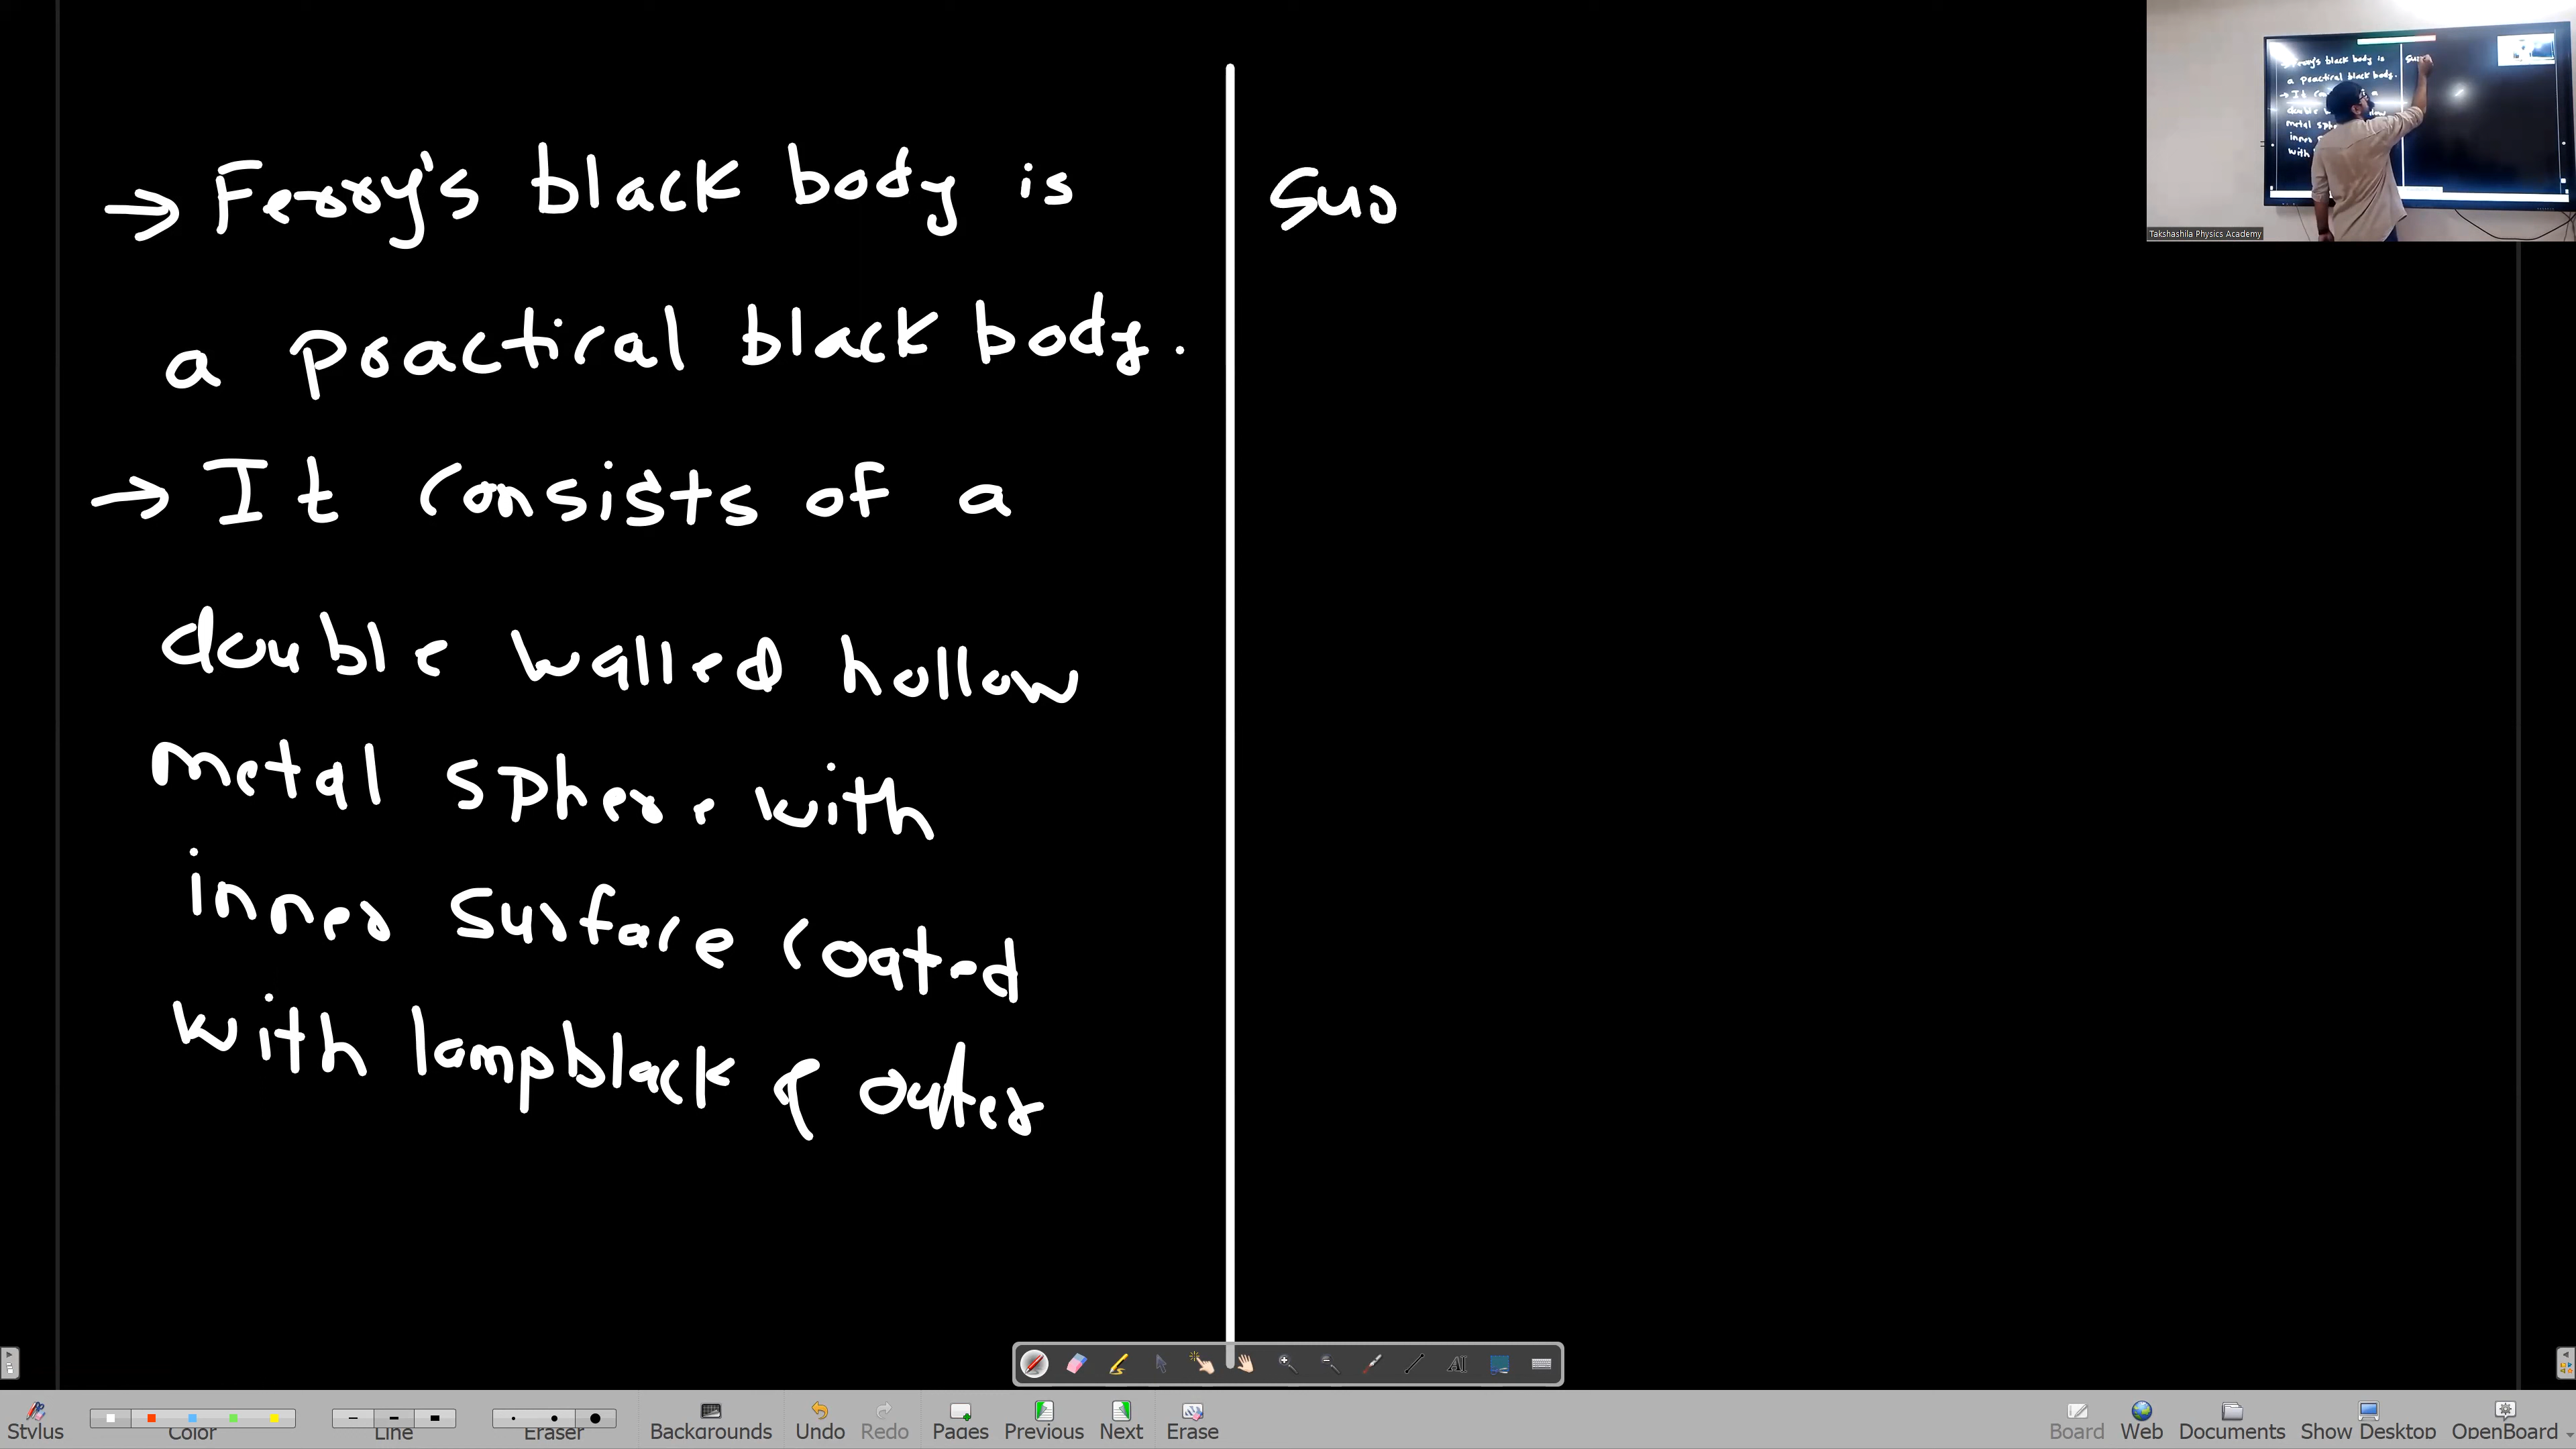 → Ferry's black body is
a practical black body.
→ It consists of a
double walled hollow
metal sphere with
inner surface coated
with lampblack & outer
sur
Takshashila Physics Academy
Stylus
Color
Line
Eraser
Backgrounds
Undo
Redo
Pages
Previous
Next
Erase
Board
Web
Documents
Show Desktop
OpenBoard